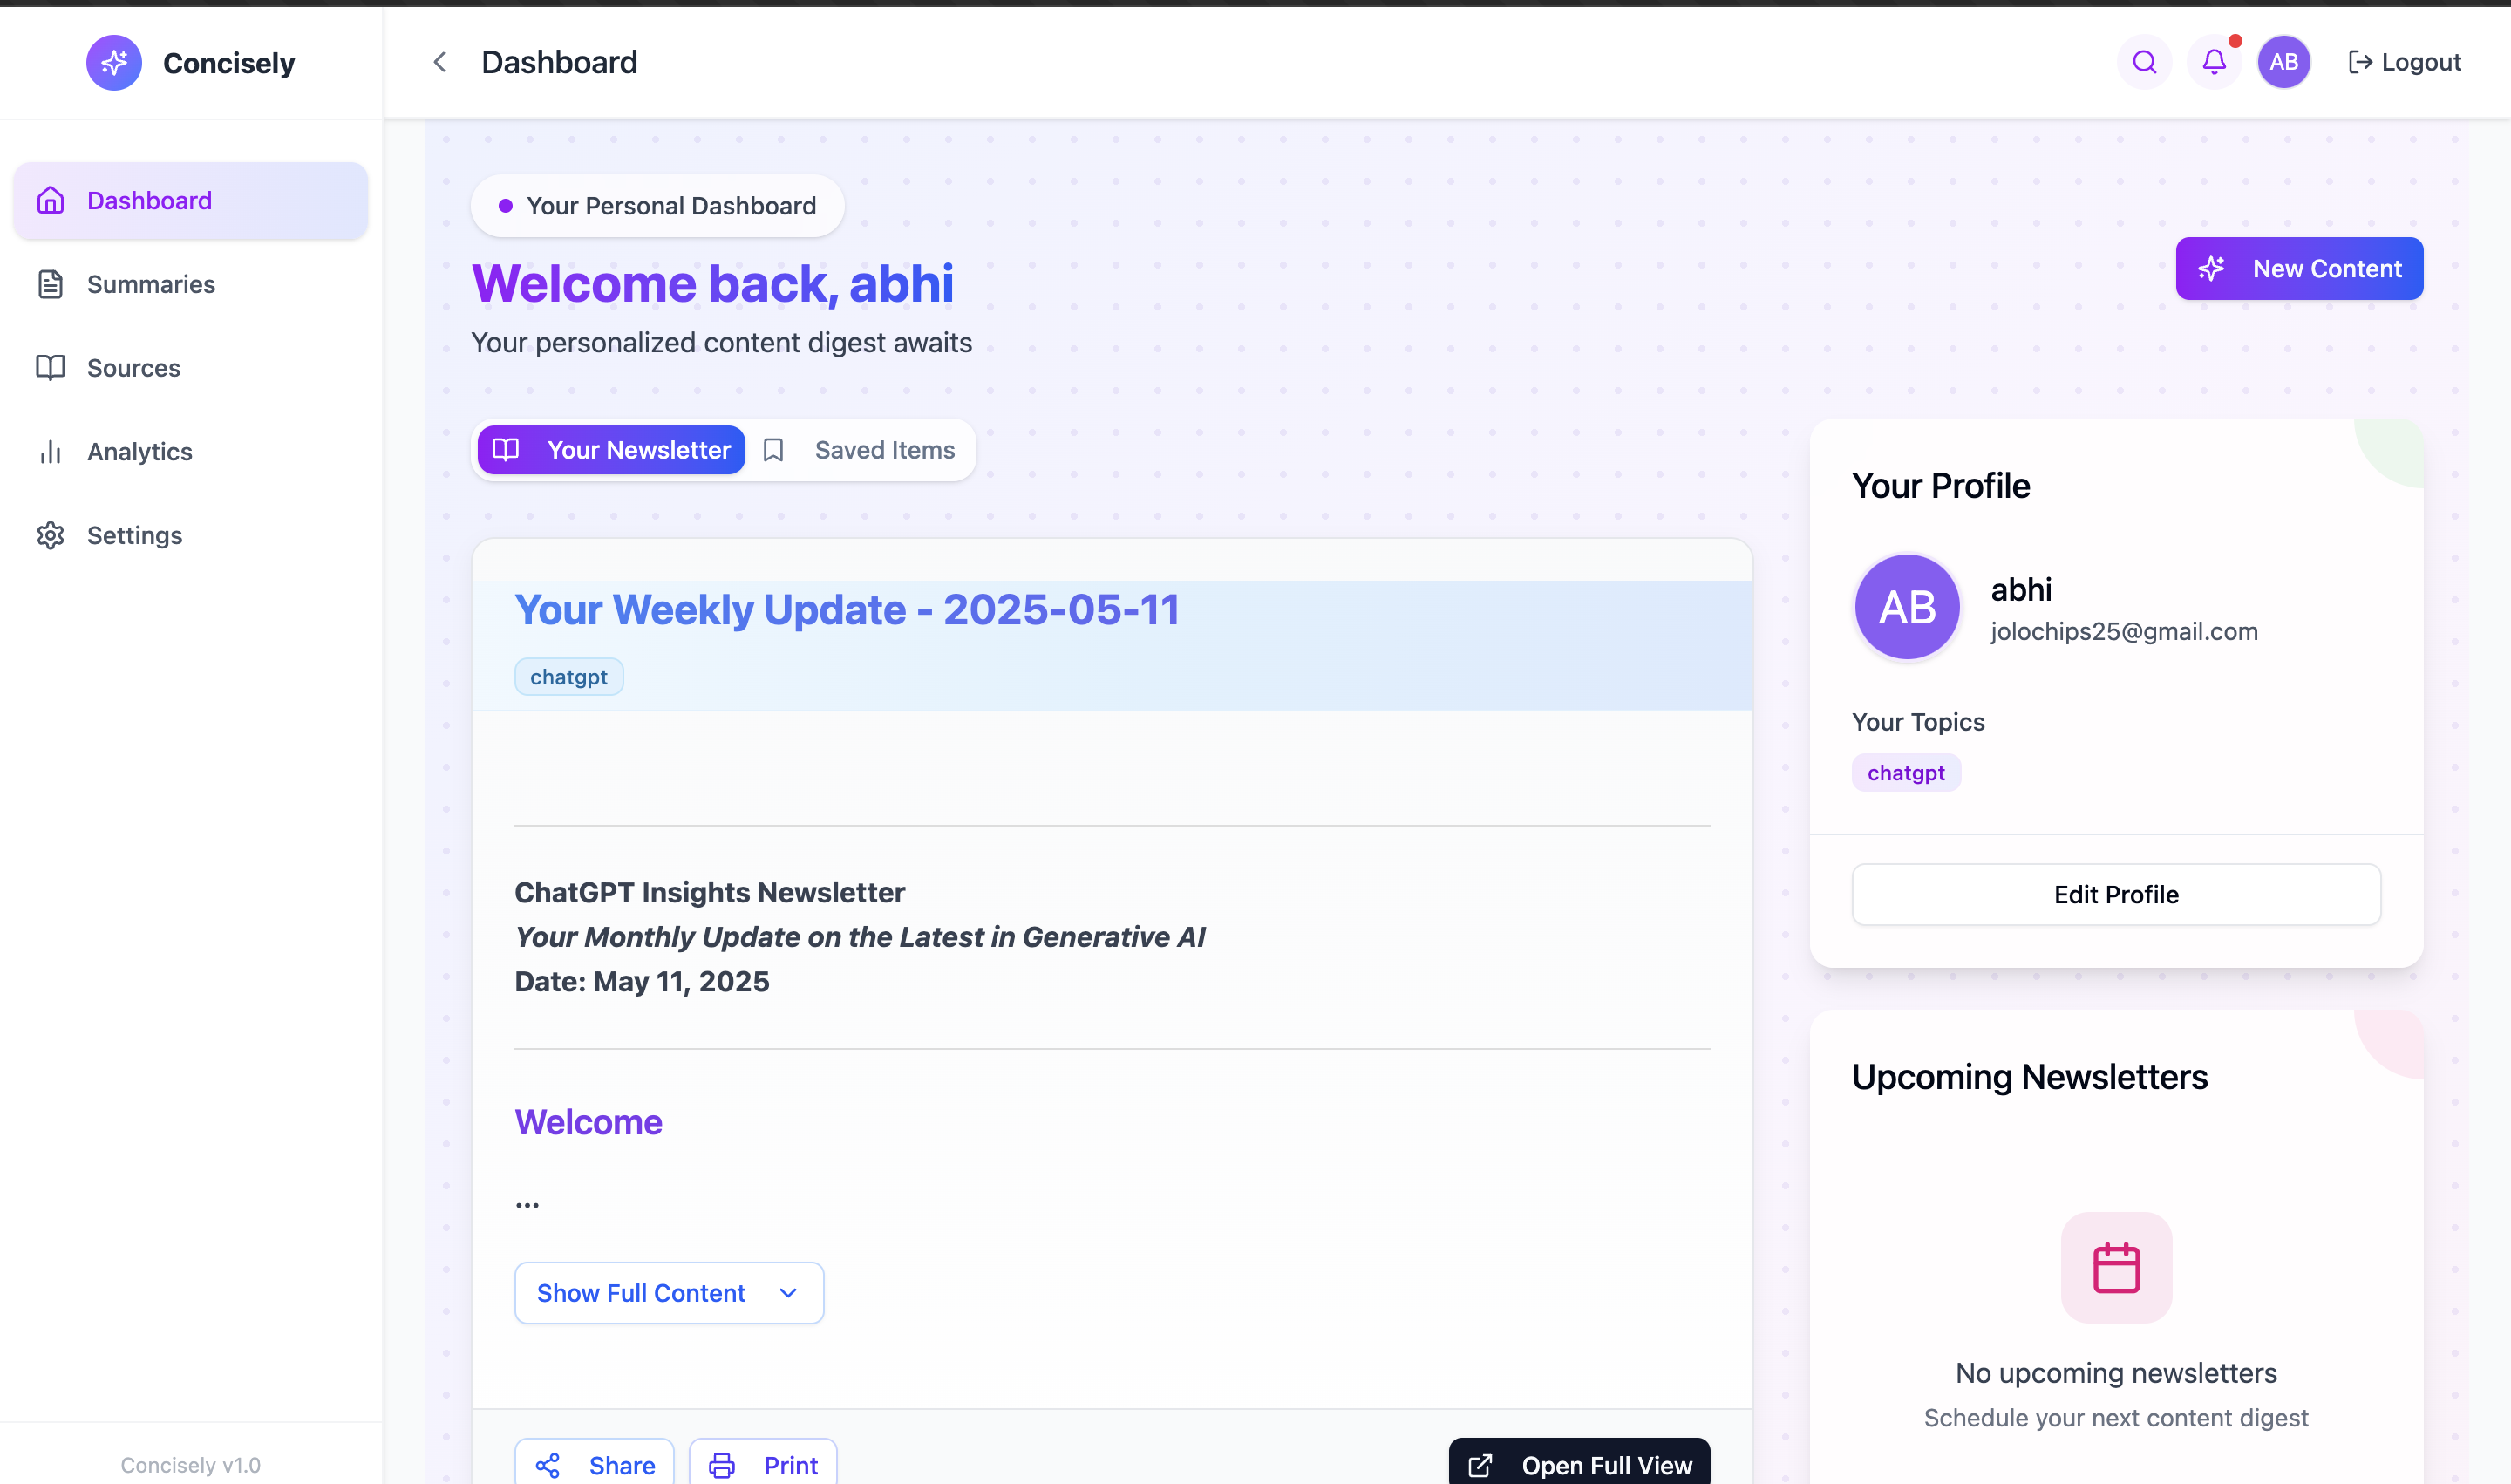 Concisely
Dashboard
AB
Logout
Dashboard
Summaries
Sources
Analytics
Settings
Concisely v1.0
Your Personal Dashboard
Welcome back, abhi
Your personalized content digest awaits
New Content
Your Newsletter
Saved Items
Your Weekly Update - 2025-05-11
chatgpt
ChatGPT Insights Newsletter
Your Monthly Update on the Latest in Generative AI
Date: May 11, 2025
Welcome
...
Show Full Content
Share
Print
Open Full View
Your Profile
AB
abhi
jolochips25@gmail.com
Your Topics
chatgpt
Edit Profile
Upcoming Newsletters
No upcoming newsletters
Schedule your next content digest